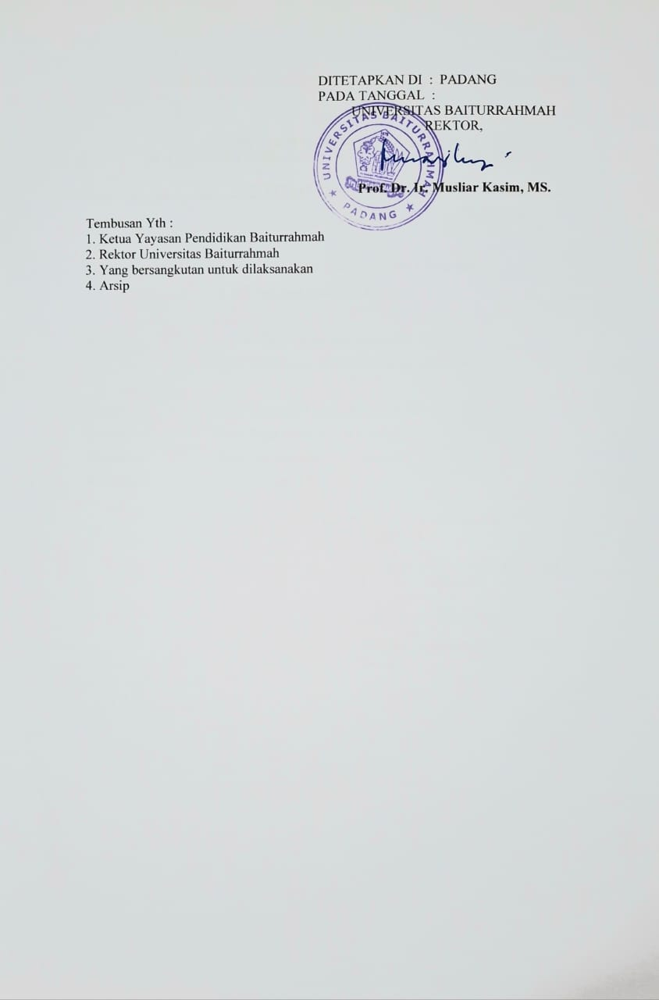 DITETAPKAN DI : PADANG
PADA TANGGAL :
UNIVERSITAS BAITURRAHMAH
REKTOR,
UNIVERSITAS BAITURRAHMAH
★ PADANG ★
Prof. Dr. Ir. Musliar Kasim, MS.
Tembusan Yth :
1. Ketua Yayasan Pendidikan Baiturrahmah
2. Rektor Universitas Baiturrahmah
3. Yang bersangkutan untuk dilaksanakan
4. Arsip